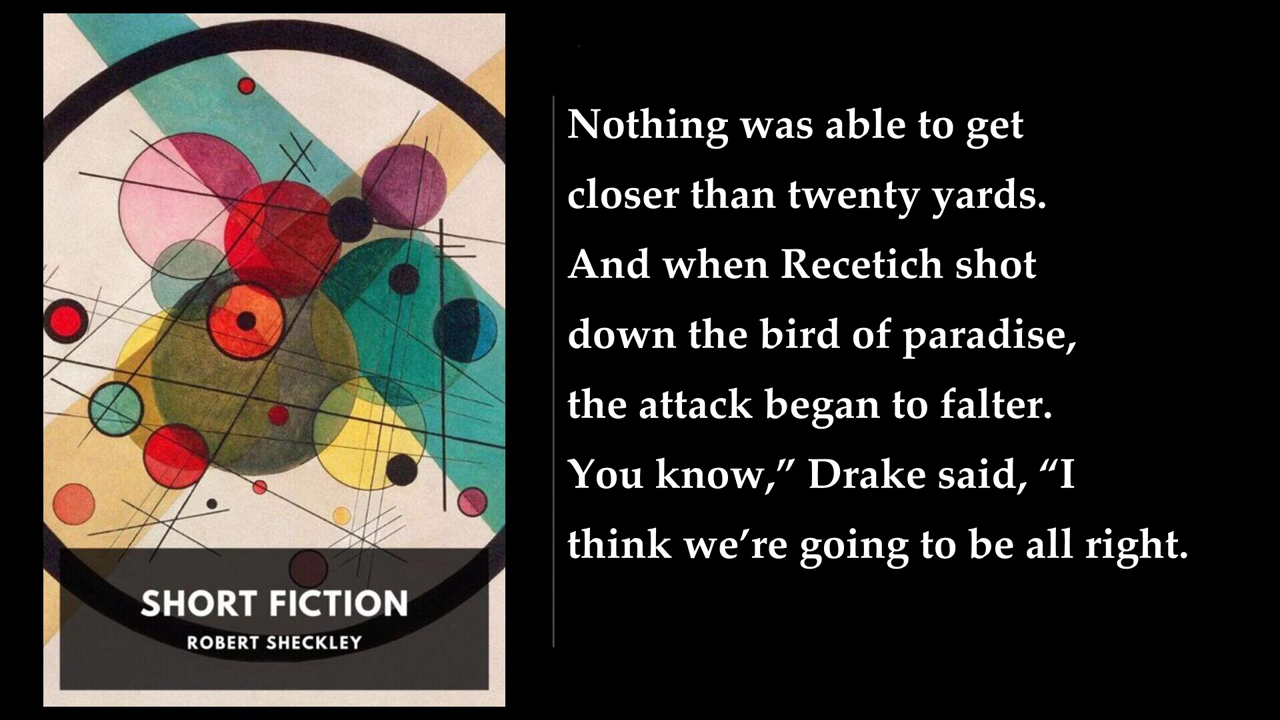 SHORT FICTION
ROBERT SHECKLEY
Nothing was able to get
closer than twenty yards.
And when Recetich shot
down the bird of paradise,
the attack began to falter.
You know,” Drake said, “I
think we’re going to be all right.